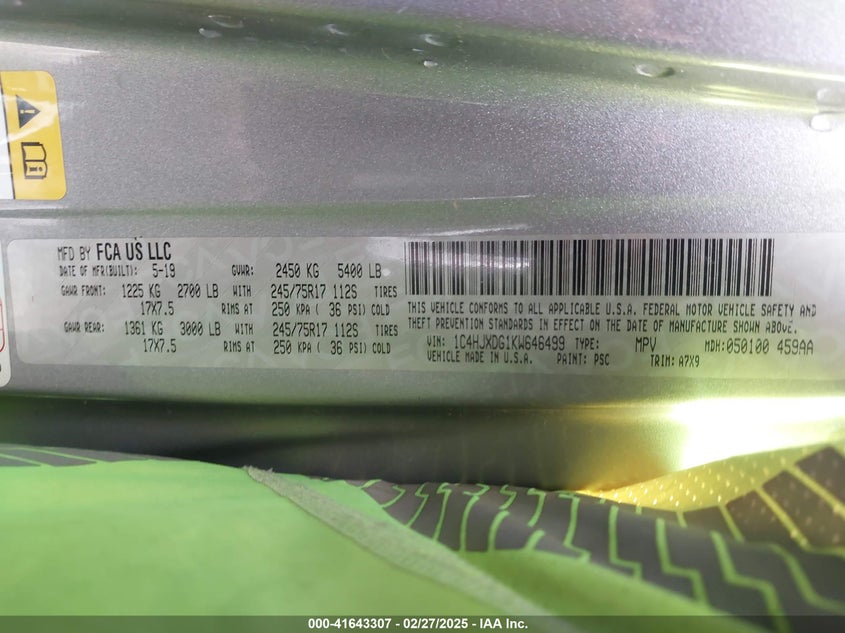 MFD BY FCA US LLC
DATE OF MFR(BUILT): 5-19 GVWR: 2450 KG 5400 LB
GAWR FRONT: 1225 KG 2700 LB WITH 245/75R17 112S TIRES
17X7.5 RIMS AT 250 KPA ( 36 PSI) COLD
GAWR REAR: 1361 KG 3000 LB WITH 245/75R17 112S TIRES
17X7.5 RIMS AT 250 KPA ( 36 PSI) COLD
THIS VEHICLE CONFORMS TO ALL APPLICABLE U.S.A. FEDERAL MOTOR VEHICLE SAFETY AND
THEFT PREVENTION STANDARDS IN EFFECT ON THE DATE OF MANUFACTURE SHOWN ABOVE.
VIN: 1C4HJXDG1KW646499 TYPE: MPV MDH: 050100 459AA
VEHICLE MADE IN U.S.A. PAINT: PSC TRIM: A7X9
000-41643307 - 02/27/2025 - IAA Inc.